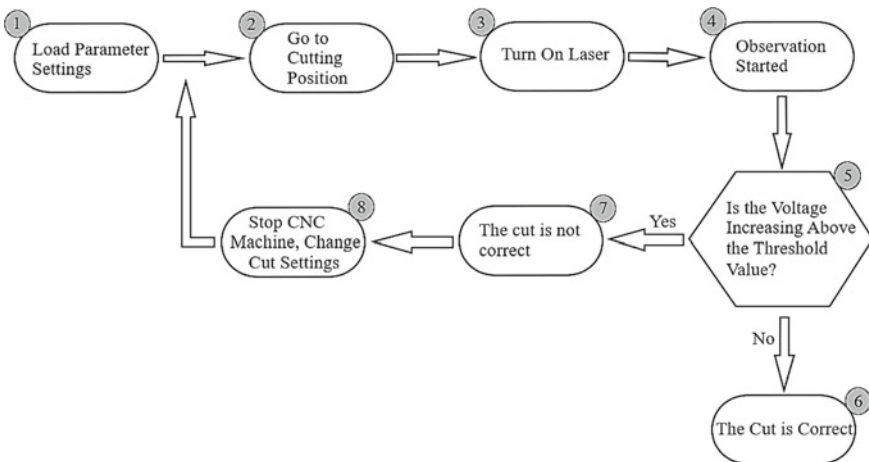 1
Load Parameter
Settings
2
Go to
Cutting
Position
3
Turn On Laser
4
Observation
Started
5
Is the Voltage
Increasing Above
the Threshold
Value?
Yes
7
The cut is not
correct
8
Stop CNC
Machine, Change
Cut Settings
No
6
The Cut is Correct